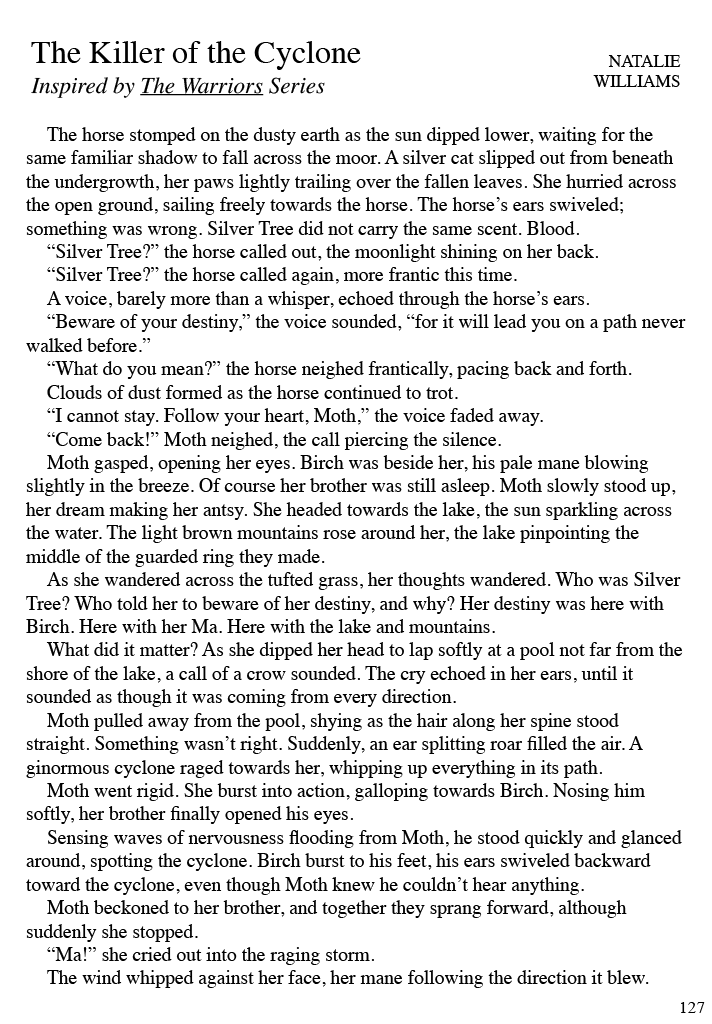 The Killer of the Cyclone
Inspired by The Warriors Series
NATALIE
WILLIAMS
The horse stomped on the dusty earth as the sun dipped lower, waiting for the
same familiar shadow to fall across the moor. A silver cat slipped out from beneath
the undergrowth, her paws lightly trailing over the fallen leaves. She hurried across
the open ground, sailing freely towards the horse. The horse’s ears swiveled;
something was wrong. Silver Tree did not carry the same scent. Blood.
“Silver Tree?” the horse called out, the moonlight shining on her back.
“Silver Tree?” the horse called again, more frantic this time.
A voice, barely more than a whisper, echoed through the horse’s ears.
“Beware of your destiny,” the voice sounded, “for it will lead you on a path never
walked before.”
“What do you mean?” the horse neighed frantically, pacing back and forth.
Clouds of dust formed as the horse continued to trot.
“I cannot stay. Follow your heart, Moth,” the voice faded away.
“Come back!” Moth neighed, the call piercing the silence.
Moth gasped, opening her eyes. Birch was beside her, his pale mane blowing
slightly in the breeze. Of course her brother was still asleep. Moth slowly stood up,
her dream making her antsy. She headed towards the lake, the sun sparkling across
the water. The light brown mountains rose around her, the lake pinpointing the
middle of the guarded ring they made.
As she wandered across the tufted grass, her thoughts wandered. Who was Silver
Tree? Who told her to beware of her destiny, and why? Her destiny was here with
Birch. Here with her Ma. Here with the lake and mountains.
What did it matter? As she dipped her head to lap softly at a pool not far from the
shore of the lake, a call of a crow sounded. The cry echoed in her ears, until it
sounded as though it was coming from every direction.
Moth pulled away from the pool, shying as the hair along her spine stood
straight. Something wasn’t right. Suddenly, an ear splitting roar filled the air. A
ginormous cyclone raged towards her, whipping up everything in its path.
Moth went rigid. She burst into action, galloping towards Birch. Nosing him
softly, her brother finally opened his eyes.
Sensing waves of nervousness flooding from Moth, he stood quickly and glanced
around, spotting the cyclone. Birch burst to his feet, his ears swiveled backward
toward the cyclone, even though Moth knew he couldn’t hear anything.
Moth beckoned to her brother, and together they sprang forward, although
suddenly she stopped.
“Ma!” she cried out into the raging storm.
The wind whipped against her face, her mane following the direction it blew.
127